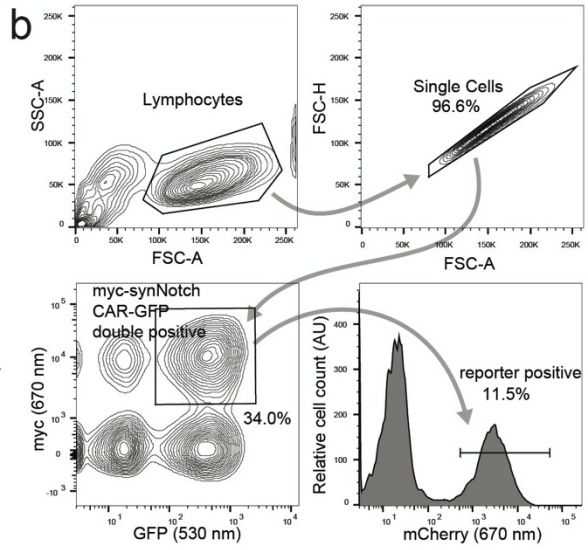 b
SSC-A
250K
200K
150K
100K
50K
0
Lymphocytes
0
50K
100K
150K
200K
250K
FSC-A
FSC-H
250K
200K
150K
100K
50K
0
Single Cells
96.6%
0
50K
100K
150K
200K
250K
FSC-A
myc (670 nm)
10^5
10^4
10^3
0
-10^3
myc-synNotch
CAR-GFP
double positive
34.0%
10^1
10^2
10^3
10^4
GFP (530 nm)
Relative cell count (AU)
400
300
200
100
0
reporter positive
11.5%
10^1
10^2
10^3
10^4
10^5
mCherry (670 nm)